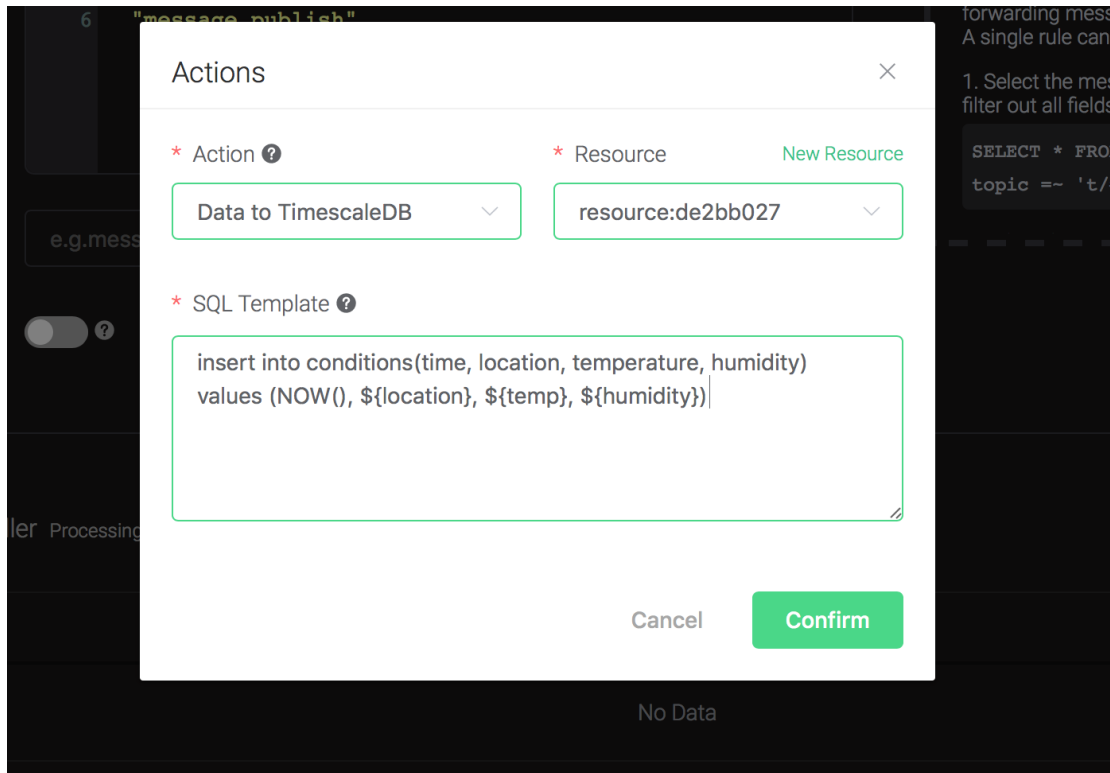 6 "message.publish"
forwarding mess
A single rule can
1. Select the mes
filter out all fields
SELECT * FRO
topic =~ 't/
e.g.mess
Actions
* Action ?
* Resource
New Resource
Data to TimescaleDB
resource:de2bb027
* SQL Template ?
insert into conditions(time, location, temperature, humidity)
values (NOW(), ${location}, ${temp}, ${humidity})
?
ller Processing
Cancel
Confirm
No Data